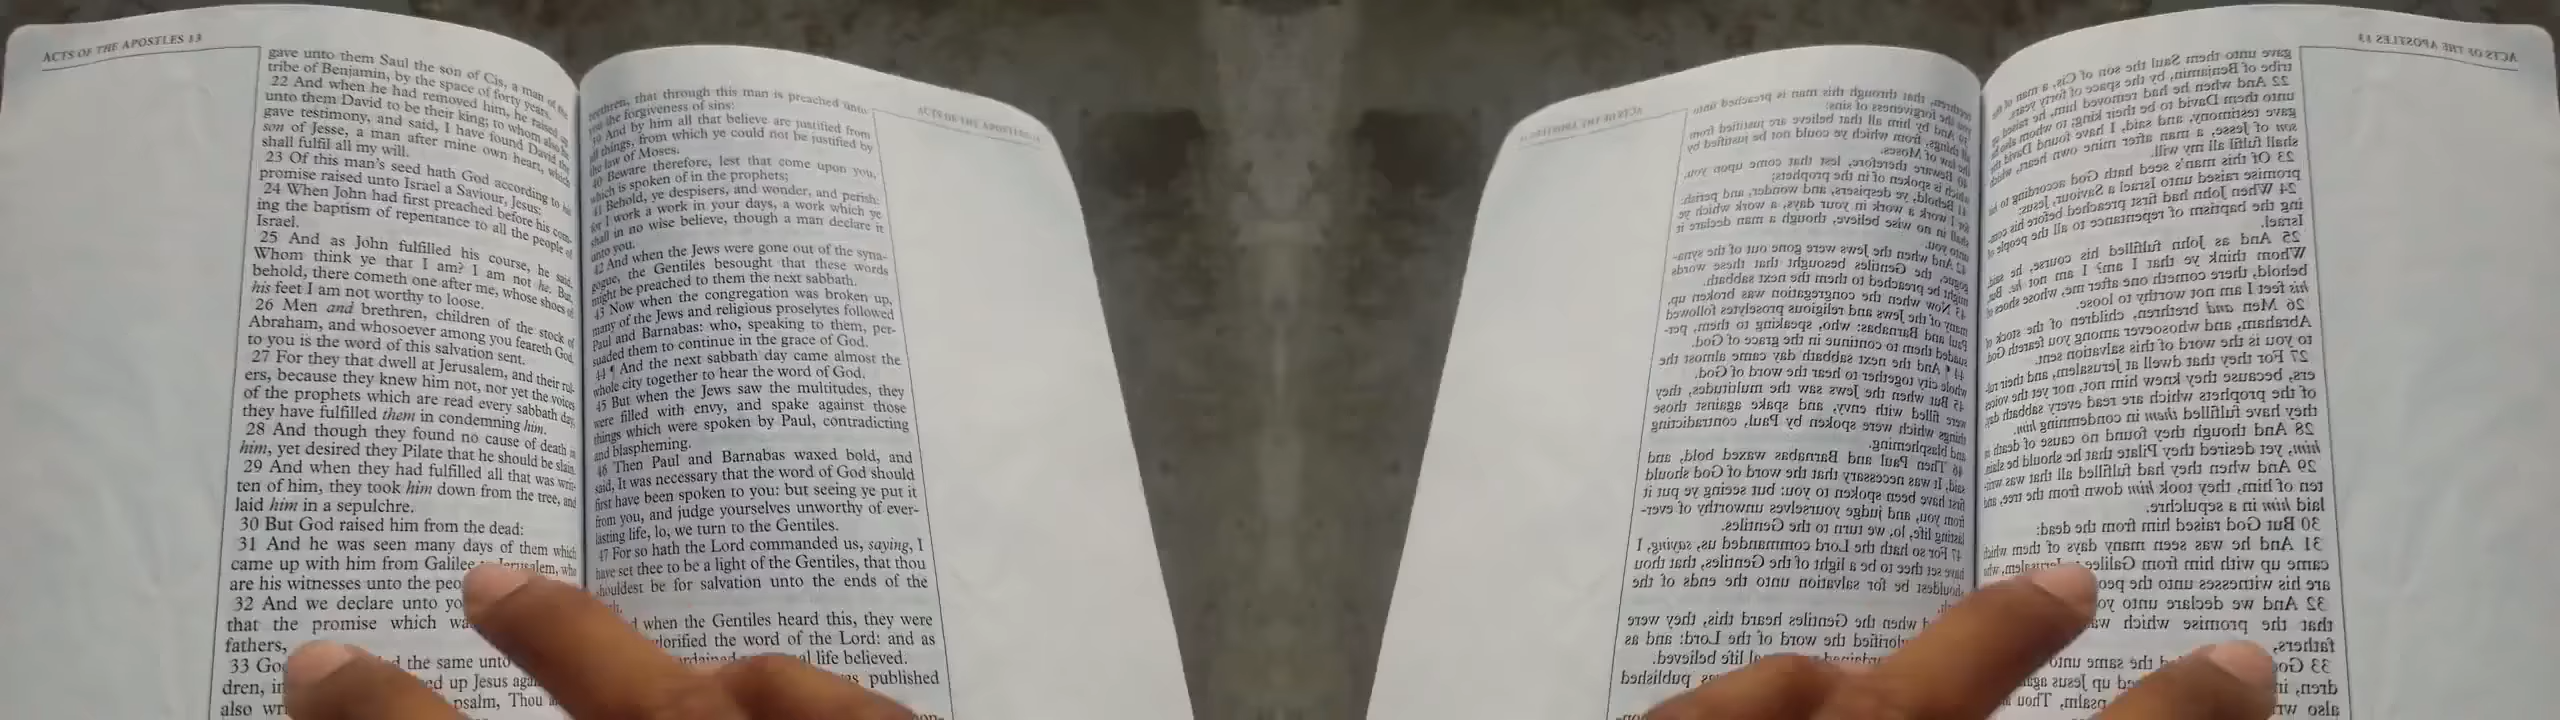 ACTS OF THE APOSTLES 13
gave unto them Saul the son of Cis, a man of the
tribe of Benjamin, by the space of forty years.
22 And when he had removed him, he raised up
unto them David to be their king; to whom also he
gave testimony, and said, I have found David the
son of Jesse, a man after mine own heart, which
shall fulfil all my will.
23 Of this man's seed hath God according to his
promise raised unto Israel a Saviour, Jesus:
24 When John had first preached before his com-
ing the baptism of repentance to all the people of
Israel.
25 And as John fulfilled his course, he said,
Whom think ye that I am? I am not he. But,
behold, there cometh one after me, whose shoes of
his feet I am not worthy to loose.
26 Men and brethren, children of the stock of
Abraham, and whosoever among you feareth God,
to you is the word of this salvation sent.
27 For they that dwell at Jerusalem, and their rul-
ers, because they knew him not, nor yet the voices
of the prophets which are read every sabbath day,
they have fulfilled them in condemning him.
28 And though they found no cause of death in
him, yet desired they Pilate that he should be slain.
29 And when they had fulfilled all that was writ-
ten of him, they took him down from the tree, and
laid him in a sepulchre.
30 But God raised him from the dead:
31 And he was seen many days of them which
came up with him from Galilee Jerusalem, who
are his witnesses unto the
32 And we declare unto
that the promise which
fathers,
33 the same unto
dren, up Jesus
also psalm, Thou
brethren, that through this man is preached unto
you the forgiveness of sins:
And by him all that believe are justified from
all things, from which ye could not be justified by
the law of Moses.
40 Beware therefore, lest that come upon you,
which is spoken of in the prophets;
41 Behold, ye despisers, and wonder, and perish:
for I work a work in your days, a work which ye
shall in no wise believe, though a man declare it
unto you.
42 And when the Jews were gone out of the syna-
gogue, the Gentiles besought that these words
might be preached to them the next sabbath.
43 Now when the congregation was broken up,
many of the Jews and religious proselytes followed
Paul and Barnabas: who, speaking to them, per-
suaded them to continue in the grace of God.
44 ¶ And the next sabbath day came almost the
whole city together to hear the word of God.
45 But when the Jews saw the multitudes, they
were filled with envy, and spake against those
things which were spoken by Paul, contradicting
and blaspheming.
46 Then Paul and Barnabas waxed bold, and
said, It was necessary that the word of God should
first have been spoken to you: but seeing ye put it
from you, and judge yourselves unworthy of ever-
lasting life, lo, we turn to the Gentiles.
47 For so hath the Lord commanded us, saying, I
have set thee to be a light of the Gentiles, that thou
shouldest be for salvation unto the ends of the
when the Gentiles heard this, they were
glorified the word of the Lord: and as
life believed.
published